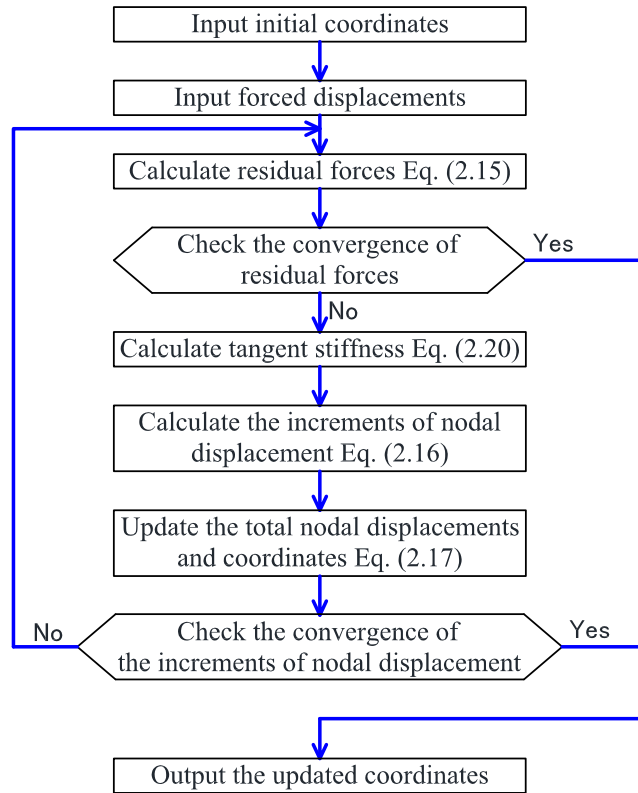 Input initial coordinates
Input forced displacements
Calculate residual forces Eq. (2.15)
Check the convergence of
residual forces
Yes
No
Calculate tangent stiffness Eq. (2.20)
Calculate the increments of nodal
displacement Eq. (2.16)
Update the total nodal displacements
and coordinates Eq. (2.17)
No
Check the convergence of
the increments of nodal displacement
Yes
Output the updated coordinates